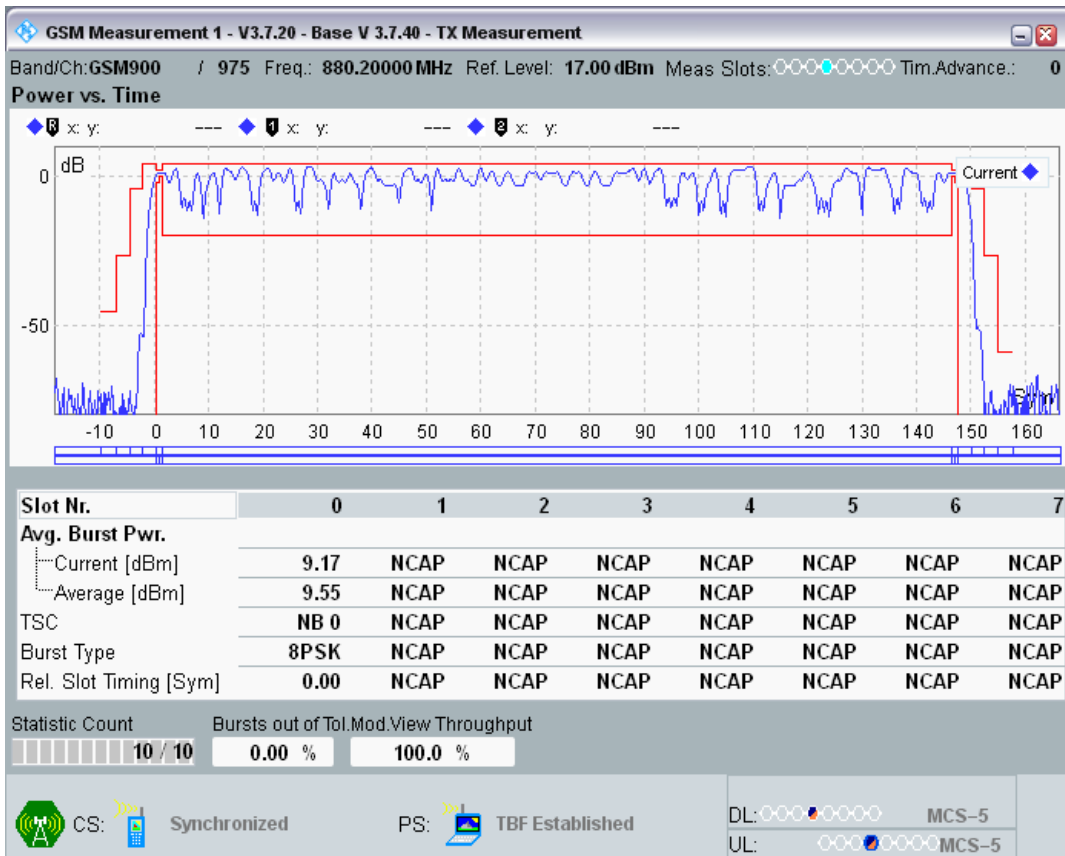 GSM Measurement 1 - V3.7.20 - Base V 3.7.40 - TX Measurement
Band/Ch:GSM900 / 975 Freq.: 880.20000 MHz Ref. Level: 17.00 dBm Meas Slots: Tim.Advance.: 0
Power vs. Time
R x: y: --- 1 x: y: --- 2 x: y: ---
dB
Current
0
-50
Sym
-10 0 10 20 30 40 50 60 70 80 90 100 110 120 130 140 150 160
Slot Nr. 0 1 2 3 4 5 6 7
Avg. Burst Pwr.
Current [dBm] 9.17 NCAP NCAP NCAP NCAP NCAP NCAP NCAP
Average [dBm] 9.55 NCAP NCAP NCAP NCAP NCAP NCAP NCAP
TSC NB 0 NCAP NCAP NCAP NCAP NCAP NCAP NCAP
Burst Type 8PSK NCAP NCAP NCAP NCAP NCAP NCAP NCAP
Rel. Slot Timing [Sym] 0.00 NCAP NCAP NCAP NCAP NCAP NCAP NCAP
Statistic Count Bursts out of Tol.Mod.View Throughput
10 / 10 0.00 % 100.0 %
CS: Synchronized PS: TBF Established
DL: MCS-5
UL: MCS-5